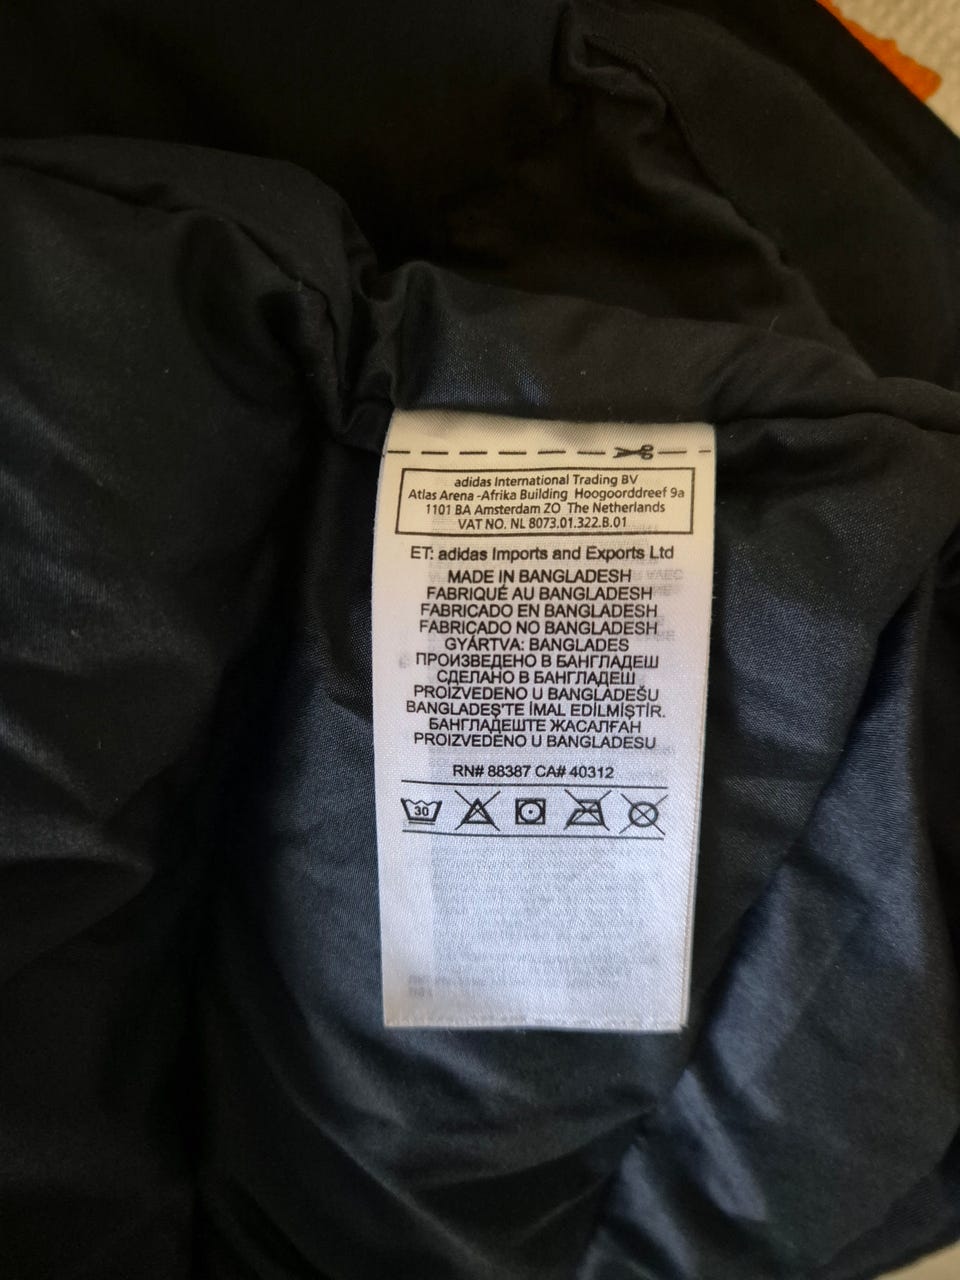 adidas International Trading BV
Atlas Arena -Afrika Building Hoogoorddreef 9a
1101 BA Amsterdam ZO The Netherlands
VAT NO. NL 8073.01.322.B.01
ET: adidas Imports and Exports Ltd
MADE IN BANGLADESH
FABRIQUÉ AU BANGLADESH
FABRICADO EN BANGLADESH
FABRICADO NO BANGLADESH
GYÁRTVA: BANGLADES
ПРОИЗВЕДЕНО В БАНГЛАДЕШ
СДЕЛАНО В БАНГЛАДЕШ
PROIZVEDENO U BANGLADEŠU
BANGLADEŞ'TE İMAL EDİLMİŞTİR.
БАНГЛАДЕШТЕ ЖАСАЛҒАН
PROIZVEDENO U BANGLADESU
RN# 88387 CA# 40312
30